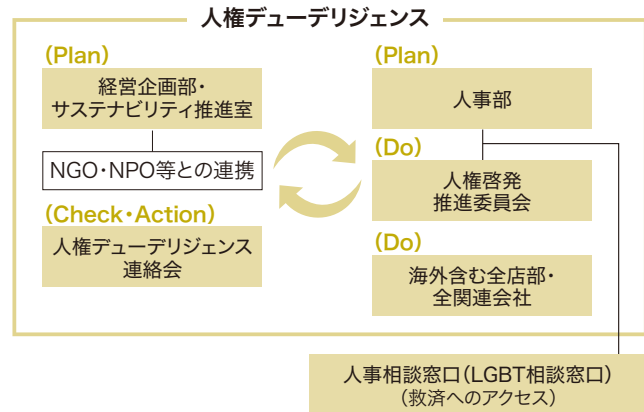 人権デューデリジェンス
(Plan)
経営企画部・
サステナビリティ推進室
NGO・NPO等との連携
(Check・Action)
人権デューデリジェンス
連絡会
(Plan)
人事部
(Do)
人権啓発
推進委員会
(Do)
海外含む全店部・
全関連会社
人事相談窓口(LGBT相談窓口)
(救済へのアクセス)